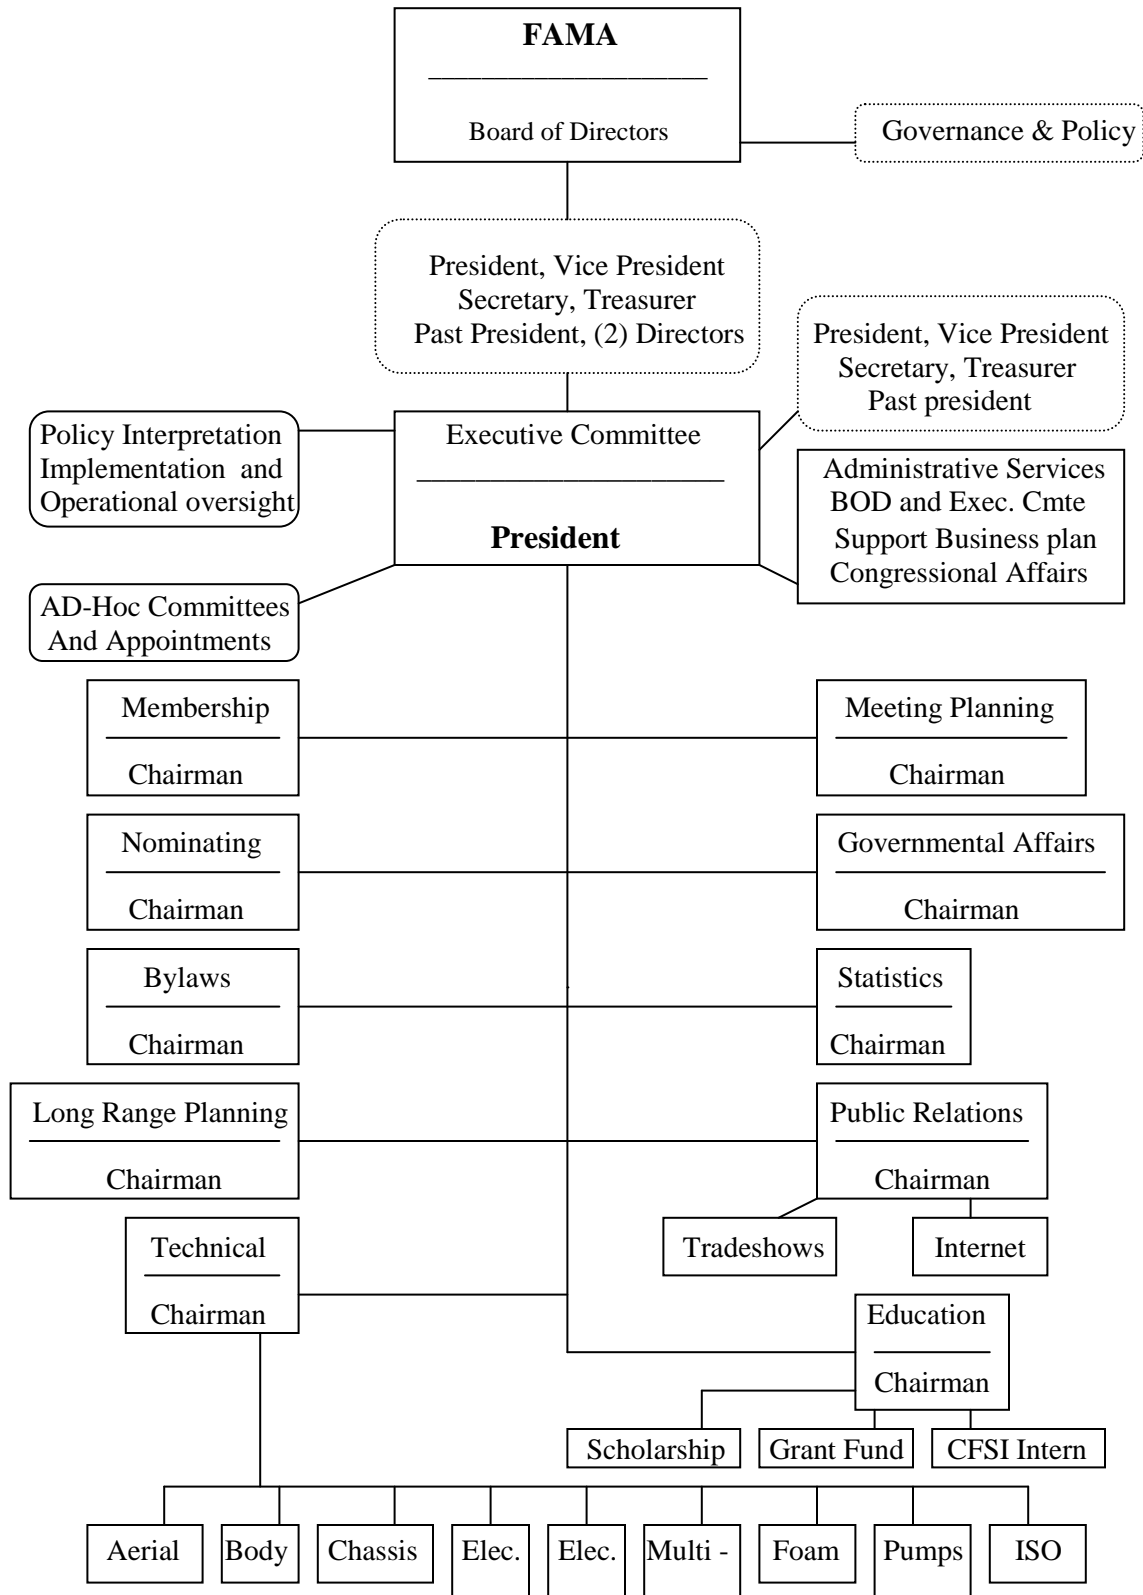 FAMA
Board of Directors
Governance & Policy
President, Vice President
Secretary, Treasurer
Past President, (2) Directors
President, Vice President
Secretary, Treasurer
Past president
Policy Interpretation
Implementation and
Operational oversight
Executive Committee
President
Administrative Services
BOD and Exec. Cmte
Support Business plan
Congressional Affairs
AD-Hoc Committees
And Appointments
Membership
Chairman
Meeting Planning
Chairman
Nominating
Chairman
Governmental Affairs
Chairman
Bylaws
Chairman
Statistics
Chairman
Long Range Planning
Chairman
Public Relations
Chairman
Tradeshows
Internet
Technical
Chairman
Education
Chairman
Scholarship
Grant Fund
CFSI Intern
Aerial
Body
Chassis
Elec.
Elec.
Multi -
Foam
Pumps
ISO